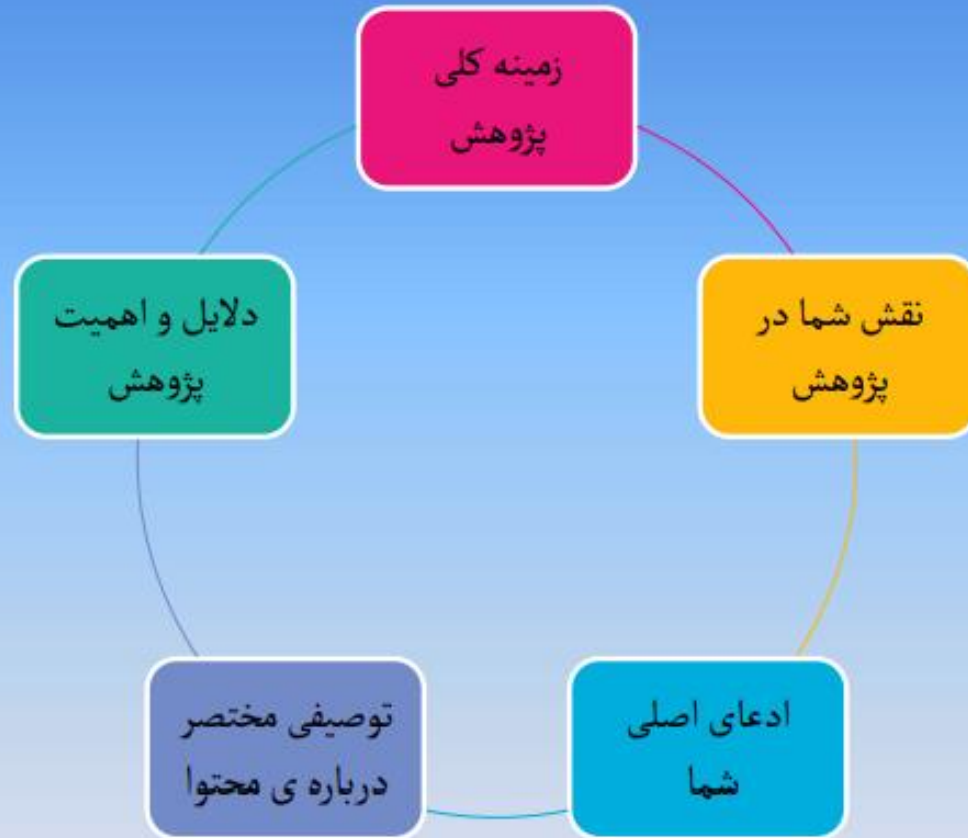 زمینه کلی
پژوهش
نقش شما در
پژوهش
ادعای اصلی
شما
توصیفی مختصر
درباره ی محتوا
دلایل و اهمیت
پژوهش